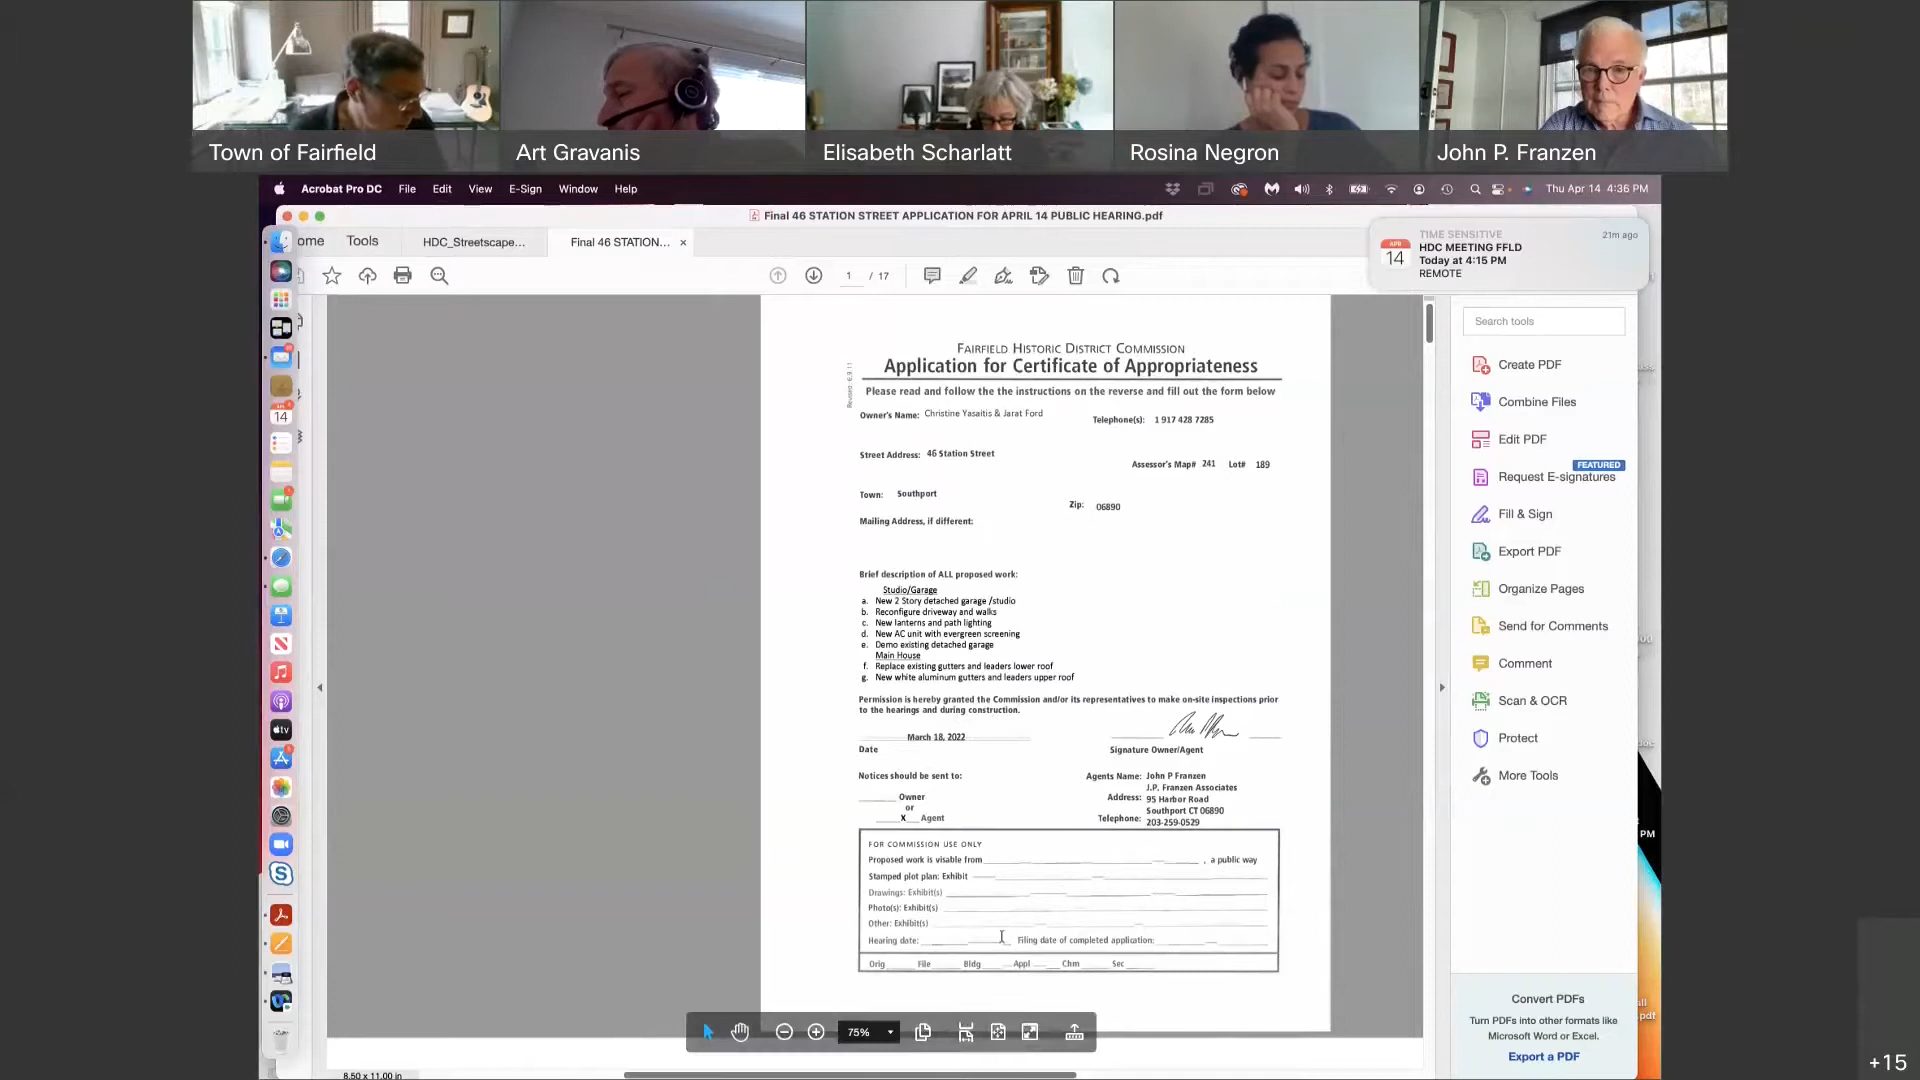 Town of Fairfield
Art Gravanis
Elisabeth Scharlatt
Rosina Negron
John P. Franzen
Acrobat Pro DC File Edit View E-Sign Window Help
Thu Apr 14 4:36 PM
Final 46 STATION STREET APPLICATION FOR APRIL 14 PUBLIC HEARING.pdf
ome Tools HDC_Streetscape... Final 46 STATION... ×
TIME SENSITIVE 21m ago
HDC MEETING FFLD
Today at 4:15 PM
REMOTE
APR
14
1 / 17
Search tools
Create PDF
Combine Files
Edit PDF
FEATURED
Request E-signatures
Fill & Sign
Export PDF
Organize Pages
Send for Comments
Comment
Scan & OCR
Protect
More Tools
Convert PDFs
Turn PDFs into other formats like
Microsoft Word or Excel.
Export a PDF
Revised: 6.9.11
FAIRFIELD HISTORIC DISTRICT COMMISSION
Application for Certificate of Appropriateness
Please read and follow the the instructions on the reverse and fill out the form below
Owner's Name: Christine Yasaitis & Jarat Ford
Telephone(s): 1 917 428 7285
Street Address: 46 Station Street
Assessor's Map# 241 Lot# 189
Town: Southport
Zip: 06890
Mailing Address, if different:
Brief description of ALL proposed work:
Studio/Garage
a. New 2 Story detached garage /studio
b. Reconfigure driveway and walks
c. New lanterns and path lighting
d. New AC unit with evergreen screening
e. Demo existing detached garage
Main House
f. Replace existing gutters and leaders lower roof
g. New white aluminum gutters and leaders upper roof
Permission is hereby granted the Commission and/or its representatives to make on-site inspections prior
to the hearings and during construction.
March 18, 2022
Date
Signature Owner/Agent
Notices should be sent to:
Owner
or
X Agent
Agents Name: John P Franzen
J.P. Franzen Associates
Address: 95 Harbor Road
Southport CT 06890
Telephone: 203-259-0529
FOR COMMISSION USE ONLY
Proposed work is visable from , a public way
Stamped plot plan: Exhibit
Drawings: Exhibit(s)
Photo(s): Exhibit(s)
Other: Exhibit(s)
Hearing date: Filing date of completed application:
Orig File Bldg Appl Chm Sec
75%
8.50 x 11.00 in
14
tv
PM
.pdf
+15